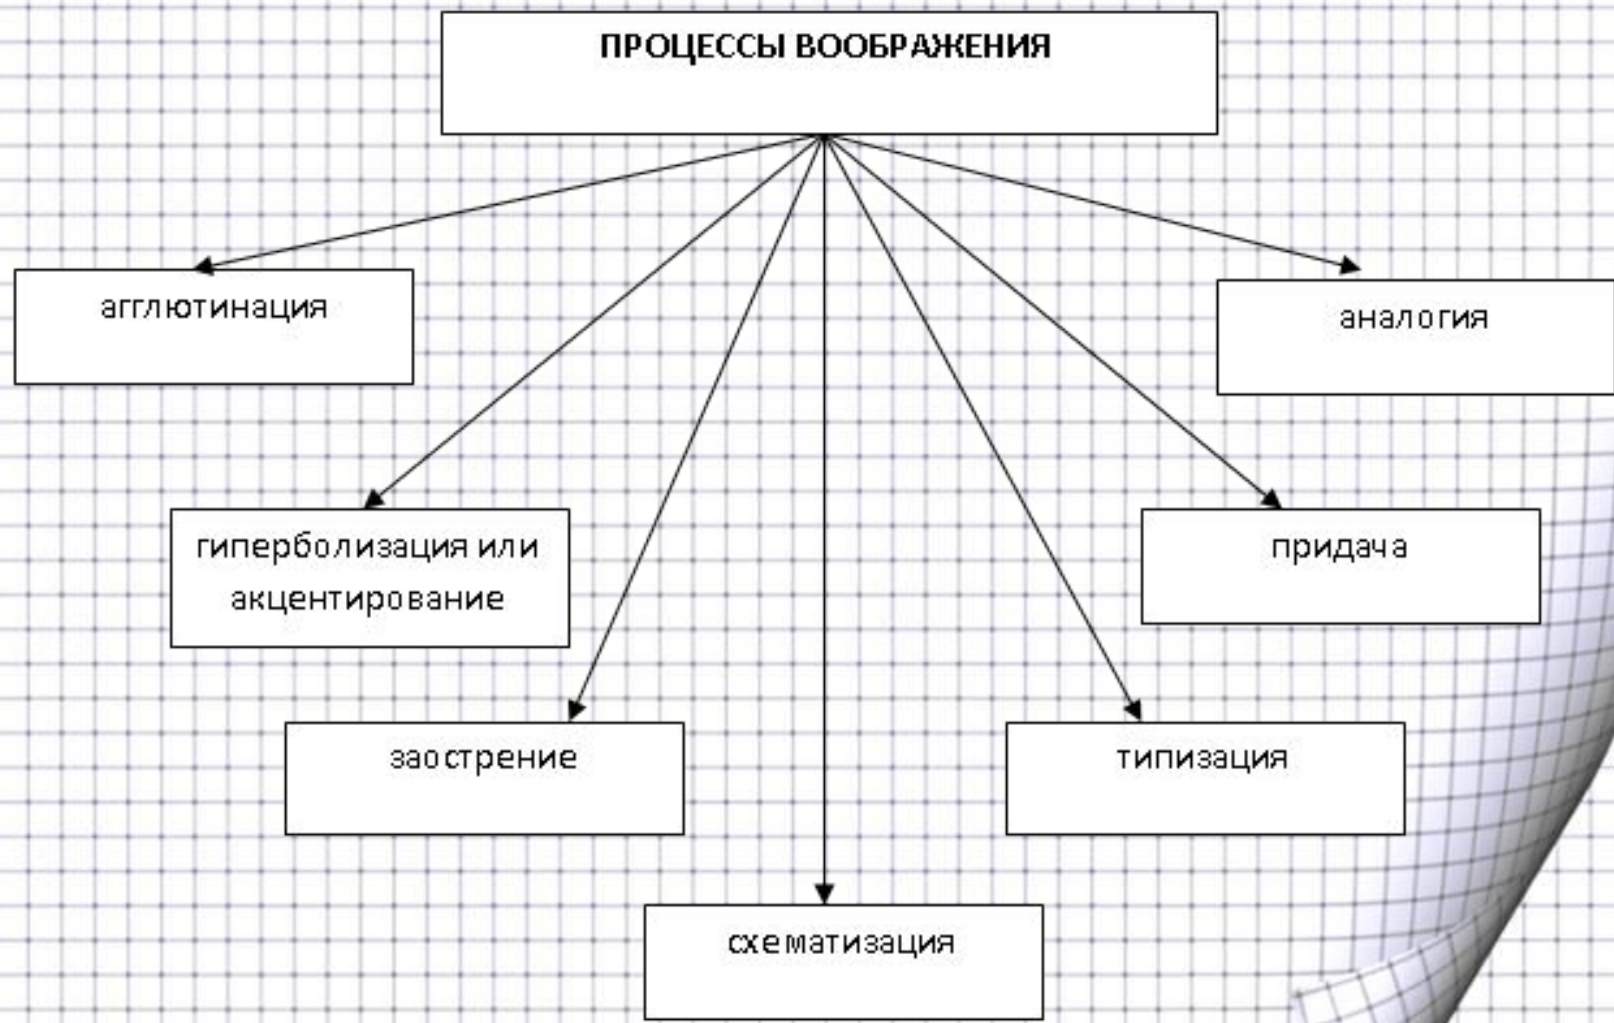 ПРОЦЕССЫ ВООБРАЖЕНИЯ
агглютинация
аналогия
гиперболизация или
акцентирование
придача
заострение
типизация
схематизация